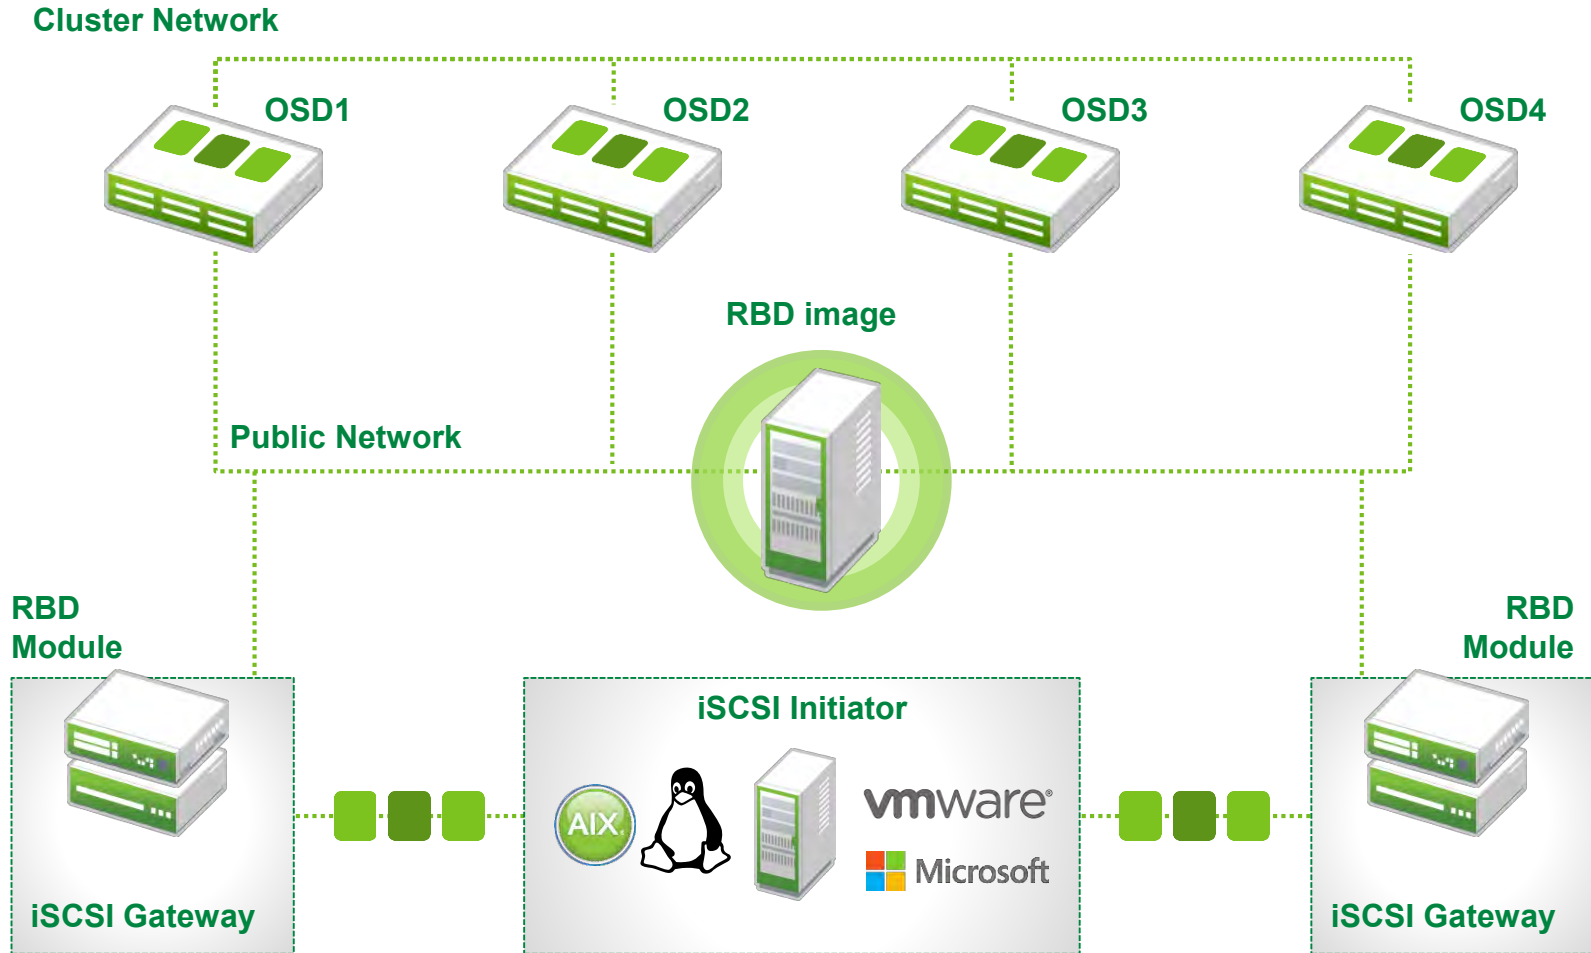 Cluster Network
OSD1
OSD2
OSD3
OSD4
RBD image
Public Network
RBD
Module
RBD
Module
iSCSI Initiator
AIX
vmware®
Microsoft
iSCSI Gateway
iSCSI Gateway